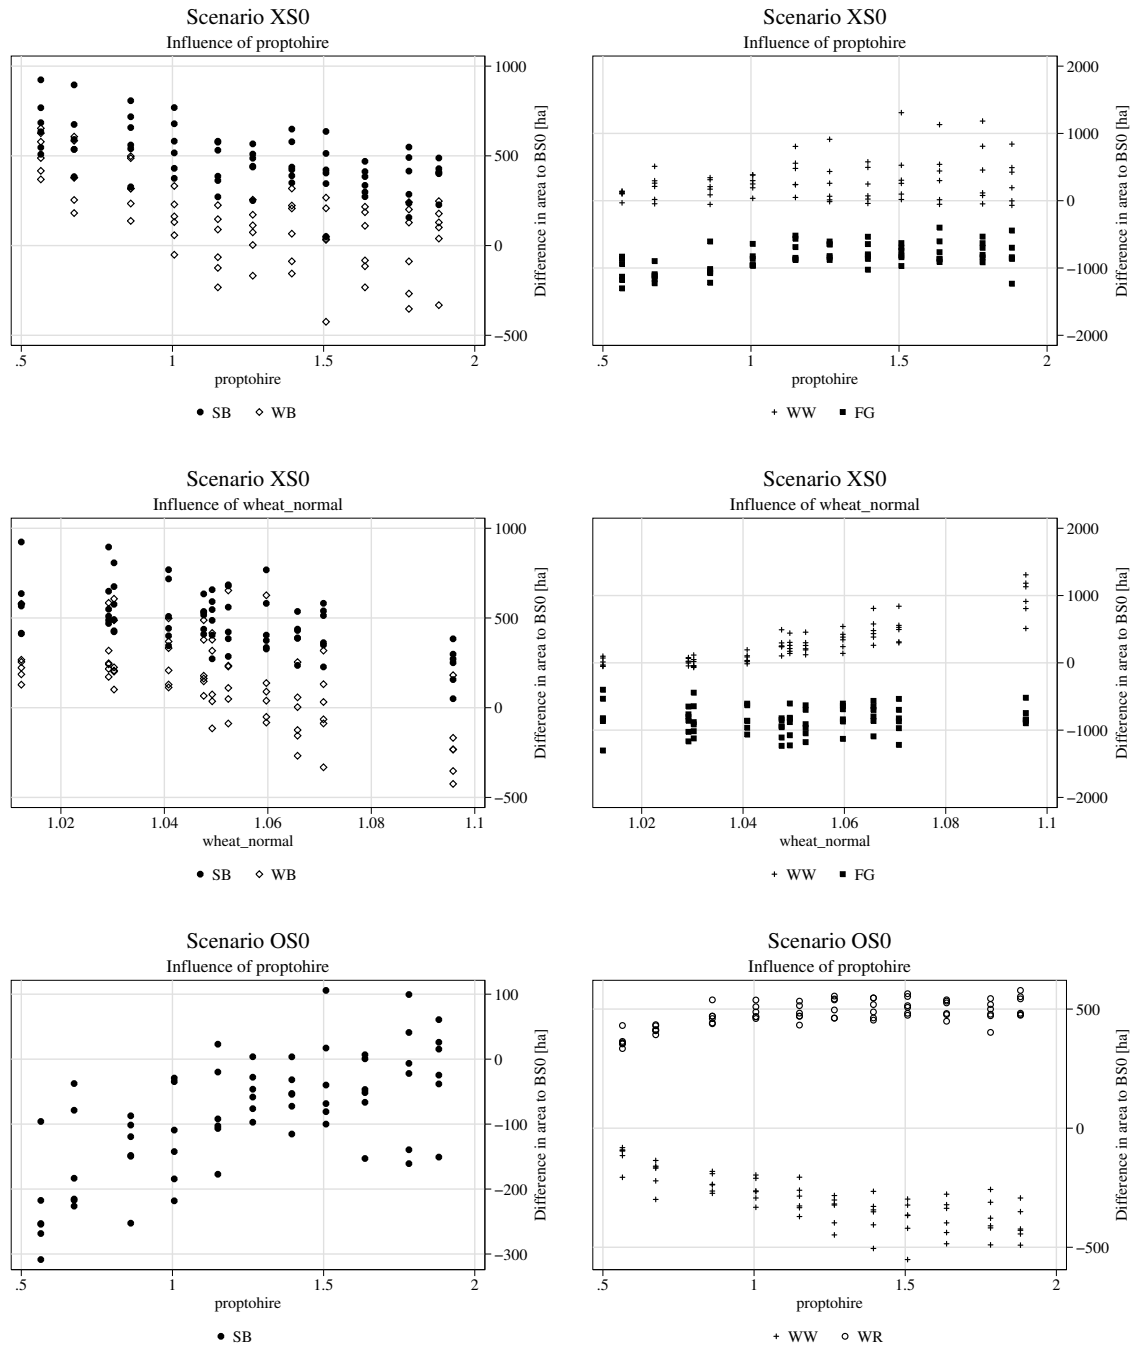 Scenario XS0
Influence of proptohire
1000
500
0
−500
Difference in area to BS0 [ha]
.5 1 1.5 2
proptohire
SB WB
Scenario XS0
Influence of proptohire
2000
1000
0
−1000
−2000
Difference in area to BS0 [ha]
.5 1 1.5 2
proptohire
WW FG
Scenario XS0
Influence of wheat_normal
1000
500
0
−500
Difference in area to BS0 [ha]
1.02 1.04 1.06 1.08 1.1
wheat_normal
SB WB
Scenario XS0
Influence of wheat_normal
2000
1000
0
−1000
−2000
Difference in area to BS0 [ha]
1.02 1.04 1.06 1.08 1.1
wheat_normal
WW FG
Scenario OS0
Influence of proptohire
100
0
−100
−200
−300
Difference in area to BS0 [ha]
.5 1 1.5 2
proptohire
SB
Scenario OS0
Influence of proptohire
500
0
−500
Difference in area to BS0 [ha]
.5 1 1.5 2
proptohire
WW WR